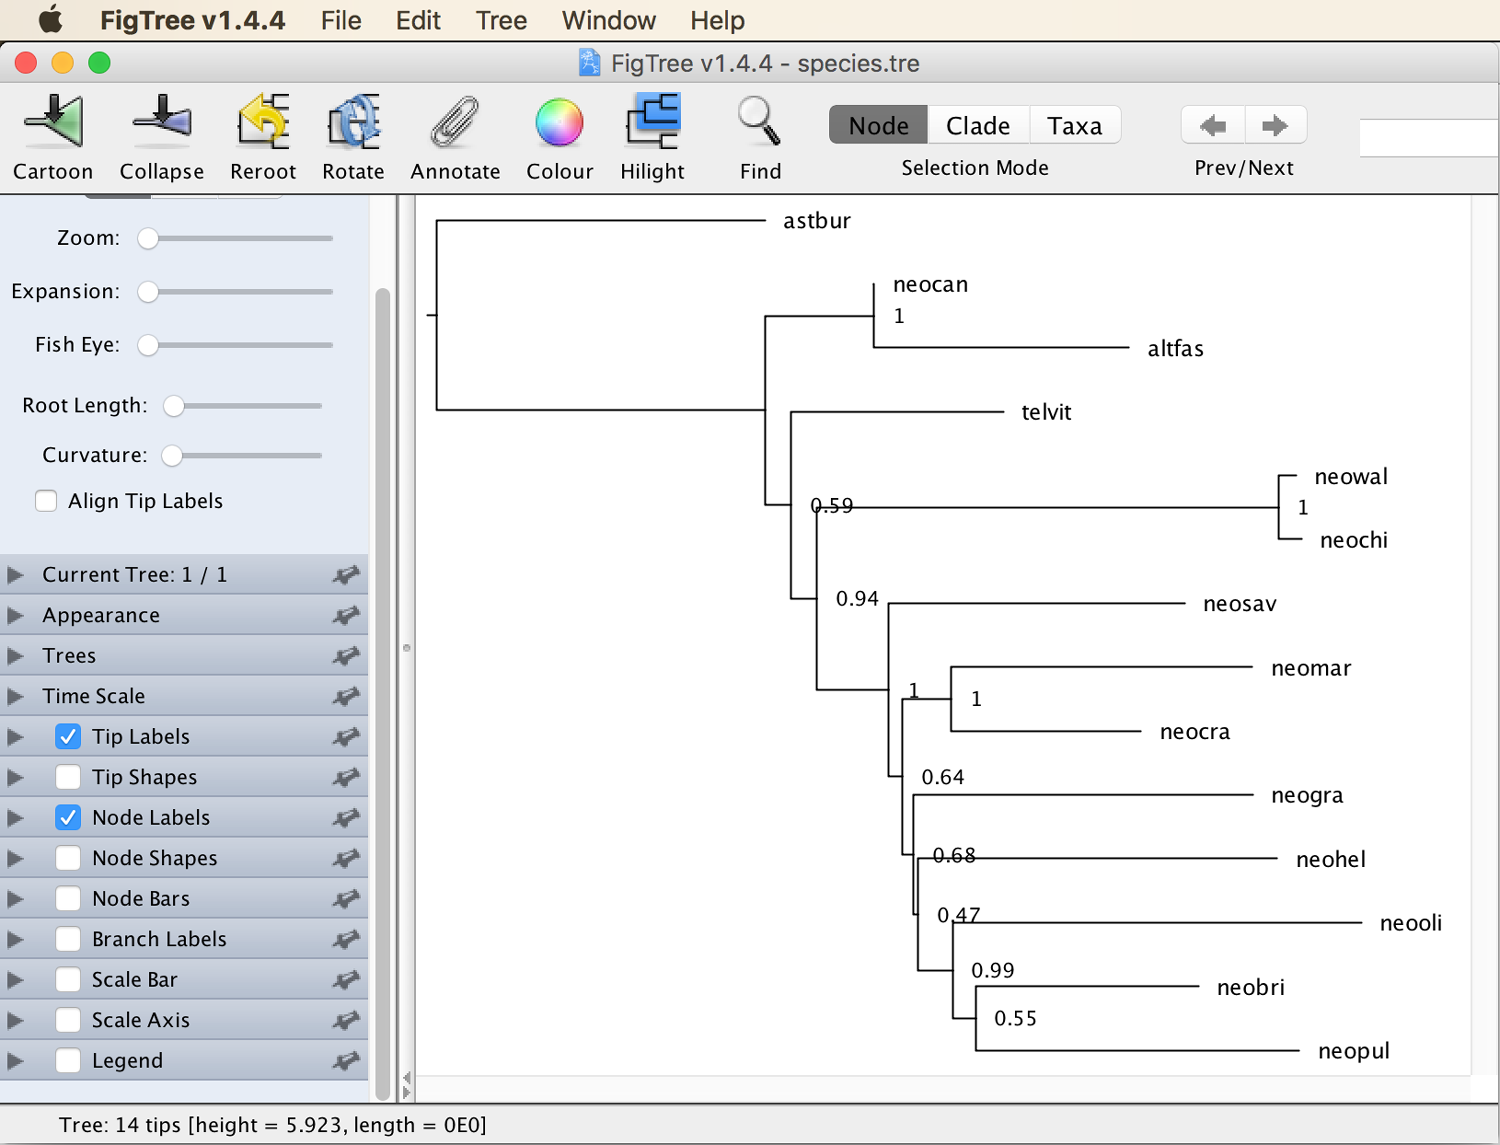 FigTree v1.4.4 File Edit Tree Window Help
FigTree v1.4.4 - species.tre
Node Clade Taxa
Cartoon Collapse Reroot Rotate Annotate Colour Hilight Find Selection Mode Prev/Next
Zoom:
Expansion:
Fish Eye:
Root Length:
Curvature:
Align Tip Labels
Current Tree: 1 / 1
Appearance
Trees
Time Scale
Tip Labels
Tip Shapes
Node Labels
Node Shapes
Node Bars
Branch Labels
Scale Bar
Scale Axis
Legend
astbur
neocan
1
altfas
telvit
neowal
0.59
1
neochi
0.94
neosav
neomar
1
1
neocra
0.64
neogra
0.68
neohel
0.47
neooli
0.99
neobri
0.55
neopul
Tree: 14 tips [height = 5.923, length = 0E0]